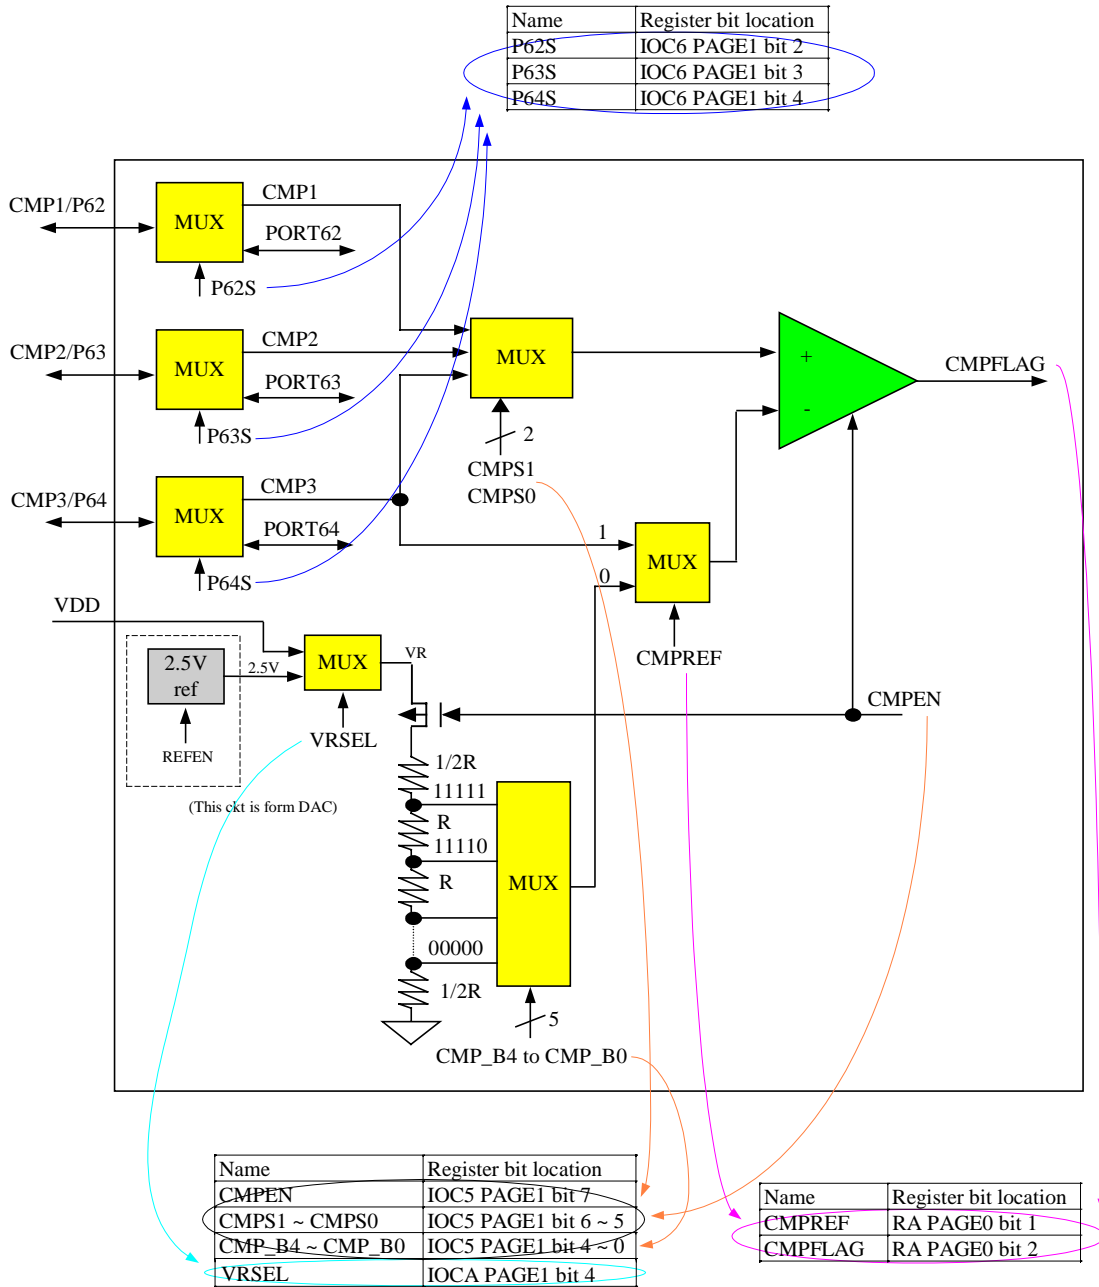 Name Register bit location
P62S IOC6 PAGE1 bit 2
P63S IOC6 PAGE1 bit 3
P64S IOC6 PAGE1 bit 4
CMP1/P62
MUX
CMP1
PORT62
P62S
CMP2/P63
MUX
CMP2
PORT63
P63S
CMP3/P64
MUX
CMP3
PORT64
P64S
MUX
2
CMPS1
CMPS0
+
-
CMPFLAG
1
0
MUX
CMPREF
CMPEN
VDD
2.5V
ref
2.5V
REFEN
MUX
VR
VRSEL
(This ckt is form DAC)
1/2R
11111
R
11110
R
00000
1/2R
MUX
5
CMP_B4 to CMP_B0
Name Register bit location
CMPEN IOC5 PAGE1 bit 7
CMPS1 ~ CMPS0 IOC5 PAGE1 bit 6 ~ 5
CMP_B4 ~ CMP_B0 IOC5 PAGE1 bit 4 ~ 0
VRSEL IOCA PAGE1 bit 4
Name Register bit location
CMPREF RA PAGE0 bit 1
CMPFLAG RA PAGE0 bit 2